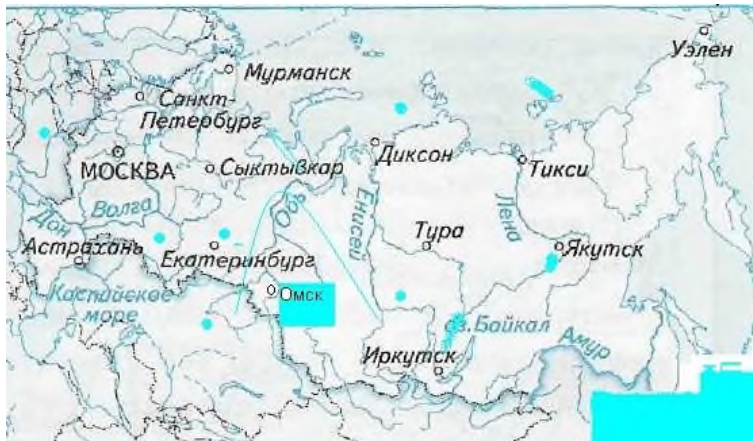 Уэлен
Мурманск
Санкт-
Петербург
МОСКВА
Сыктывкар
Диксон
Тикси
Обь
Енисей
Лена
Волга
Дон
Тура
Якутск
Астрахань
Екатеринбург
Каспийское
море
Омск
оз.Байкал
Амур
Иркутск